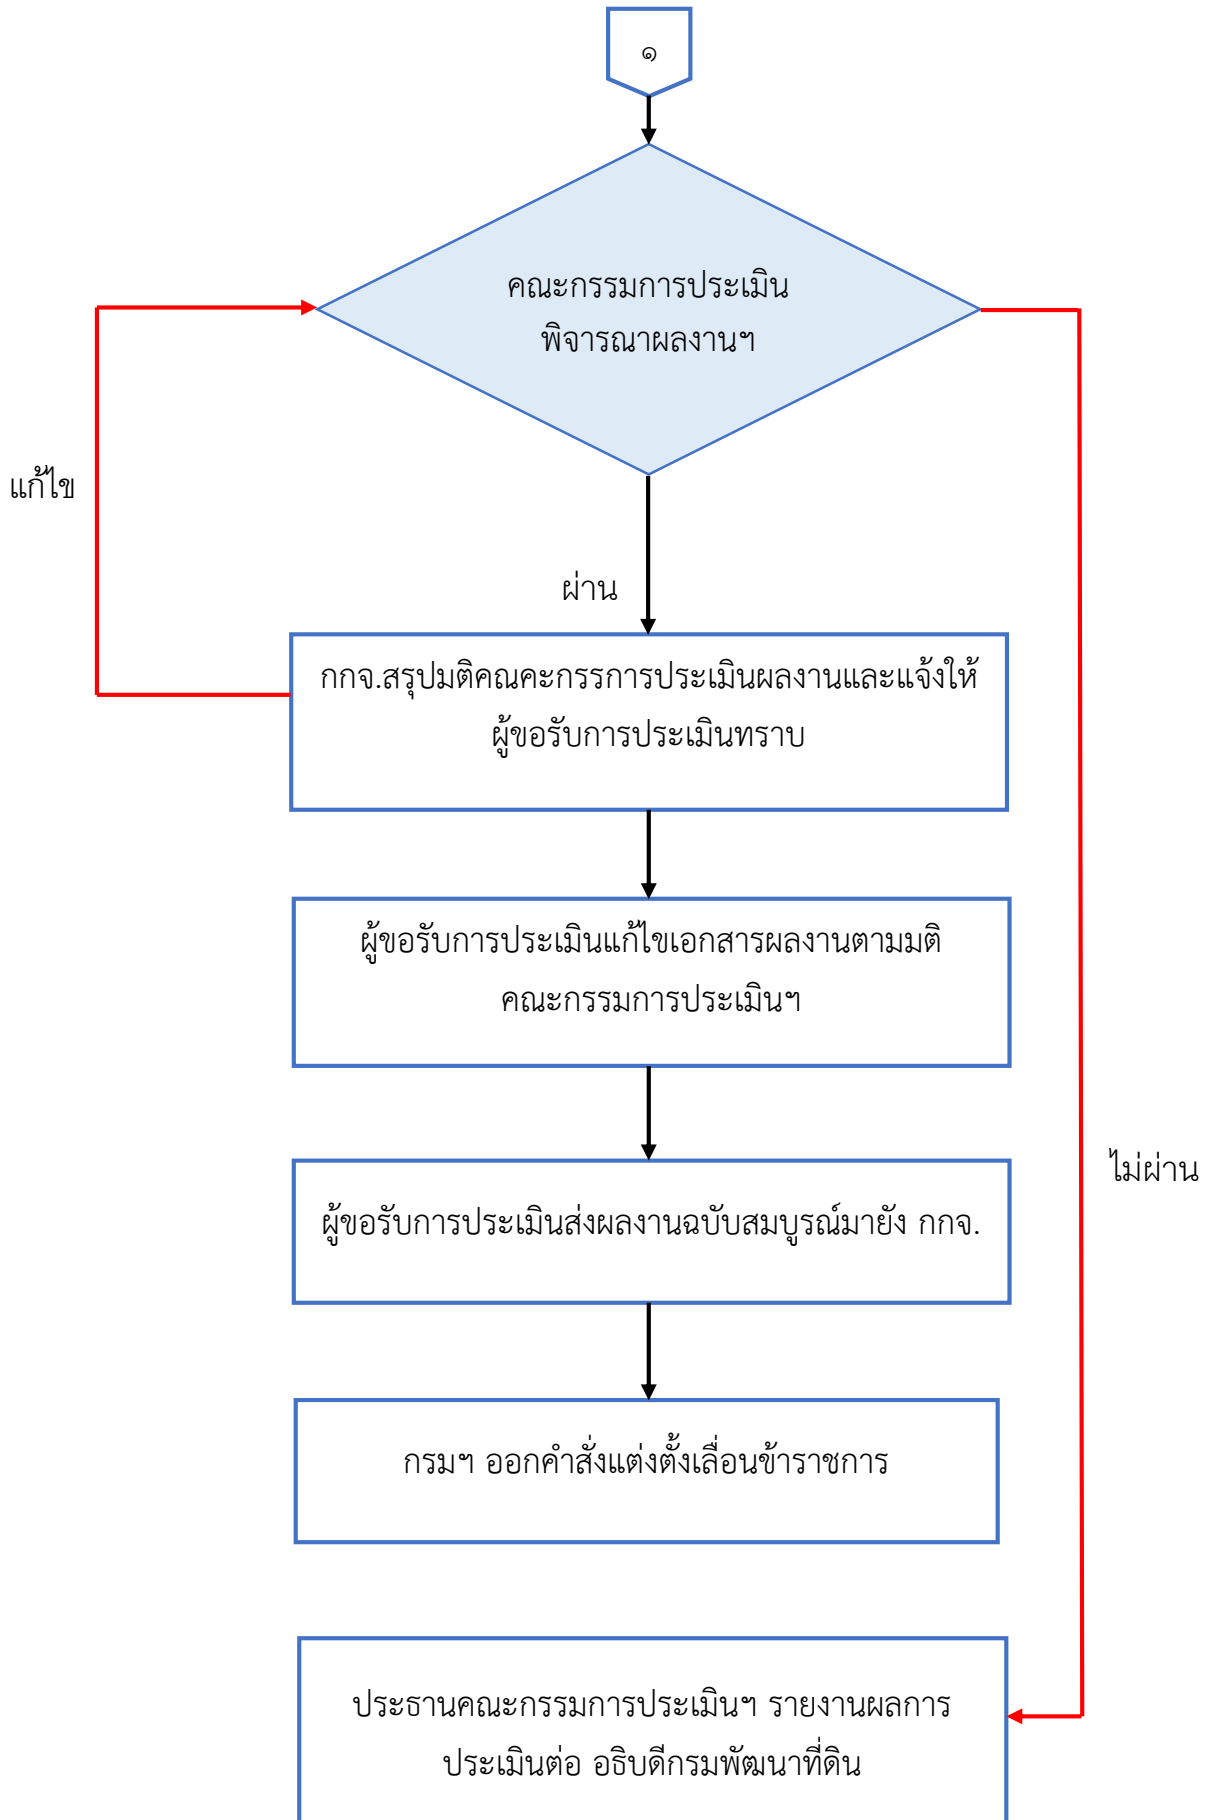 ๑
คณะกรรมการประเมิน
พิจารณาผลงานฯ
แก้ไข
ผ่าน
กกจ.สรุปมติคณคะกรรการประเมินผลงานและแจ้งให้
ผู้ขอรับการประเมินทราบ
ผู้ขอรับการประเมินแก้ไขเอกสารผลงานตามมติ
คณะกรรมการประเมินฯ
ไม่ผ่าน
ผู้ขอรับการประเมินส่งผลงานฉบับสมบูรณ์มายัง กกจ.
กรมฯ ออกคำสั่งแต่งตั้งเลื่อนข้าราชการ
ประธานคณะกรรมการประเมินฯ รายงานผลการ
ประเมินต่อ อธิบดีกรมพัฒนาที่ดิน